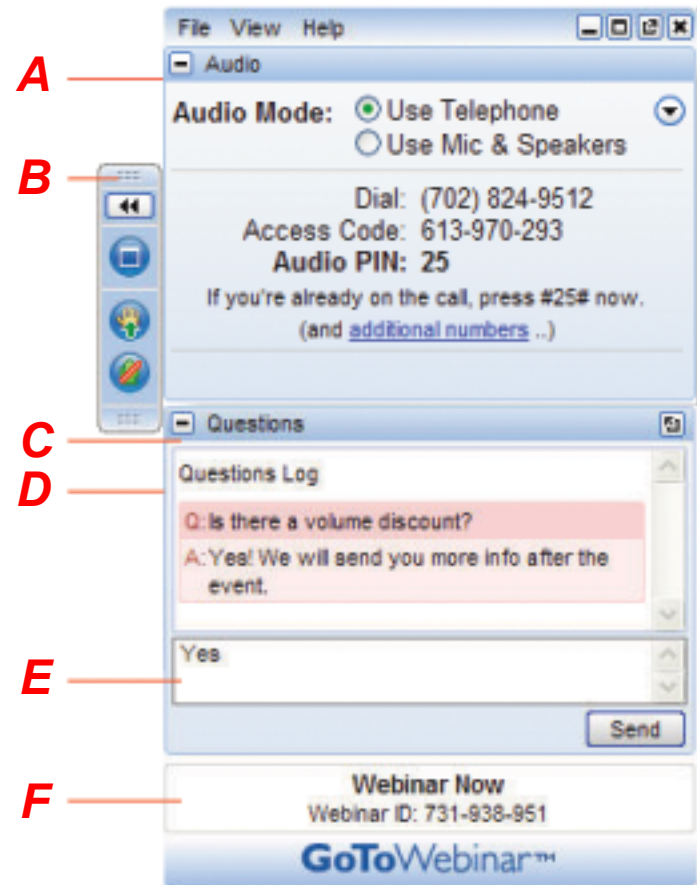 File View Help
A
Audio
Audio Mode: Use Telephone
Use Mic & Speakers
B
Dial: (702) 824-9512
Access Code: 613-970-293
Audio PIN: 25
If you're already on the call, press #25# now.
(and additional numbers ..)
C
Questions
D
Questions Log
Q: Is there a volume discount?
A: Yes! We will send you more info after the
event.
E
Yes
Send
F
Webinar Now
Webinar ID: 731-938-951
GoToWebinar™